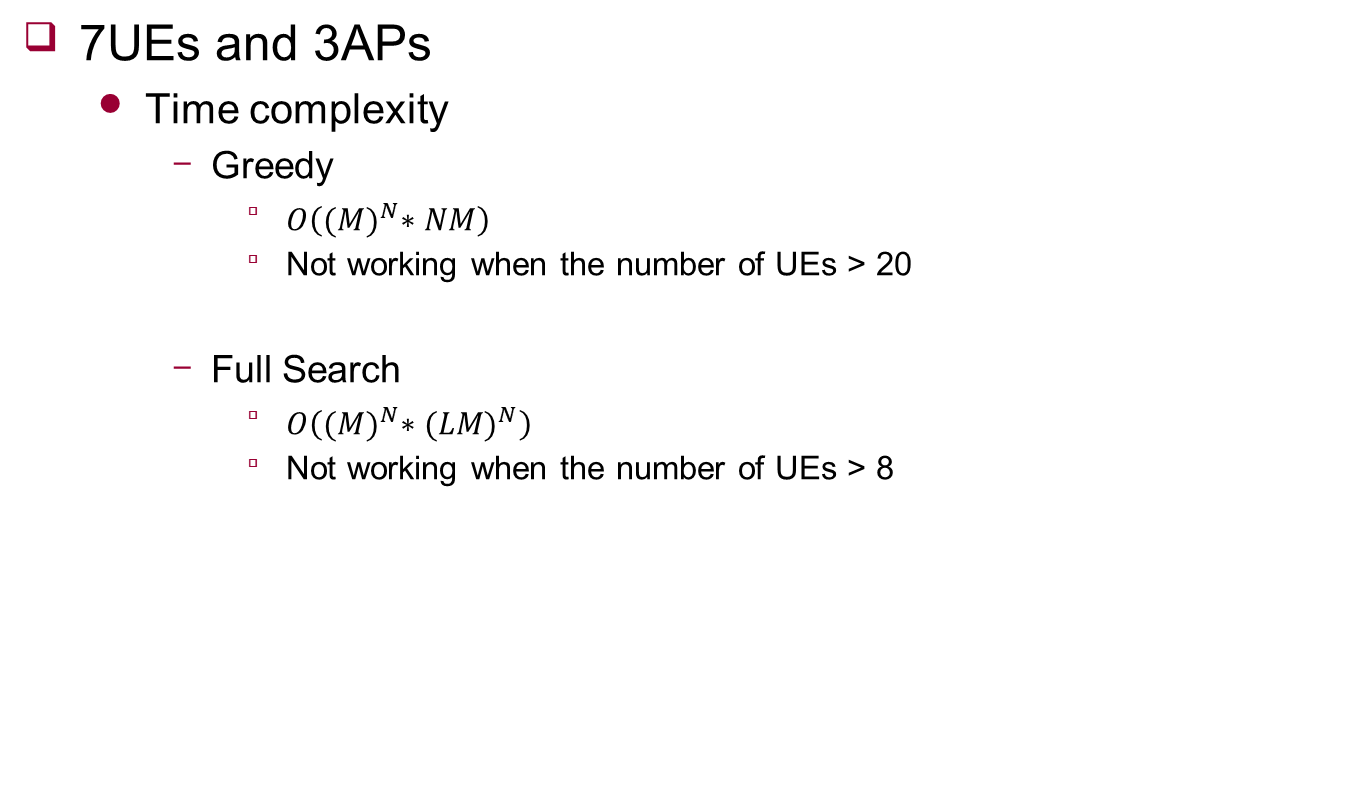 7UEs and 3APs
Time complexity
– Greedy
𝑂((𝑀)^𝑁 ∗ 𝑁𝑀)
Not working when the number of UEs > 20
– Full Search
𝑂((𝑀)^𝑁 ∗ (𝐿𝑀)^𝑁)
Not working when the number of UEs > 8